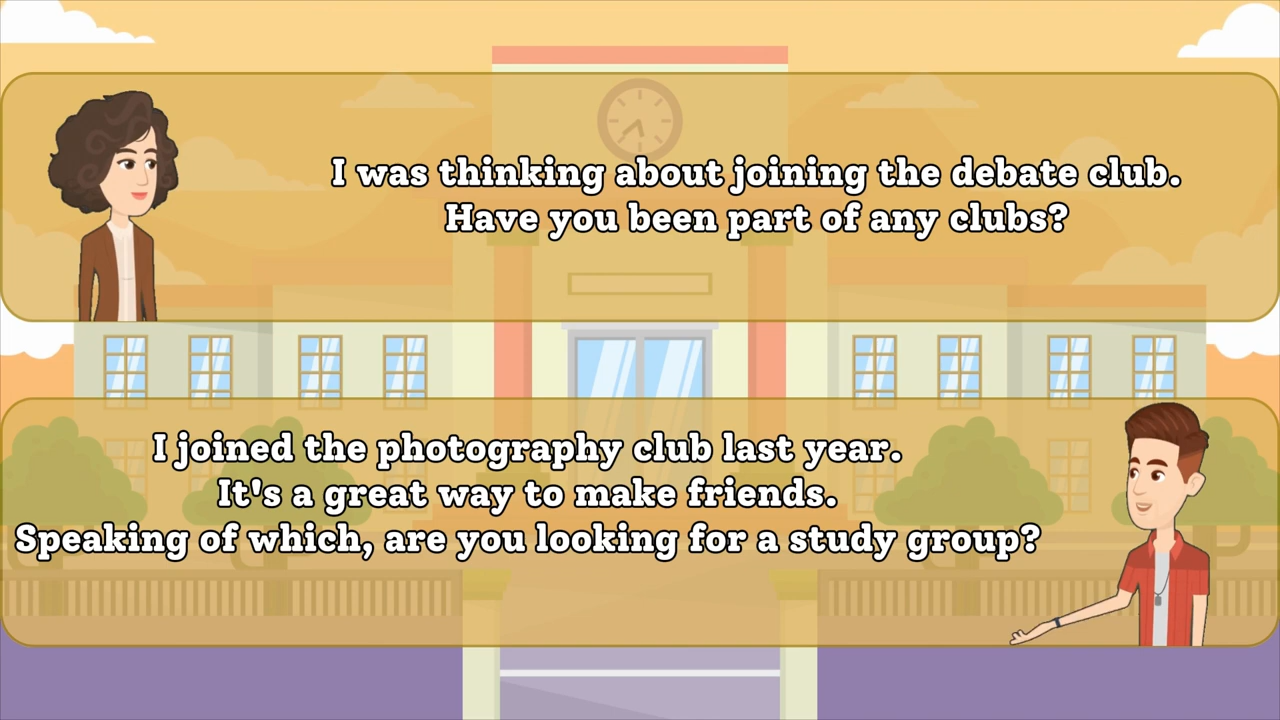 I was thinking about joining the debate club.
Have you been part of any clubs?
I joined the photography club last year.
It's a great way to make friends.
Speaking of which, are you looking for a study group?